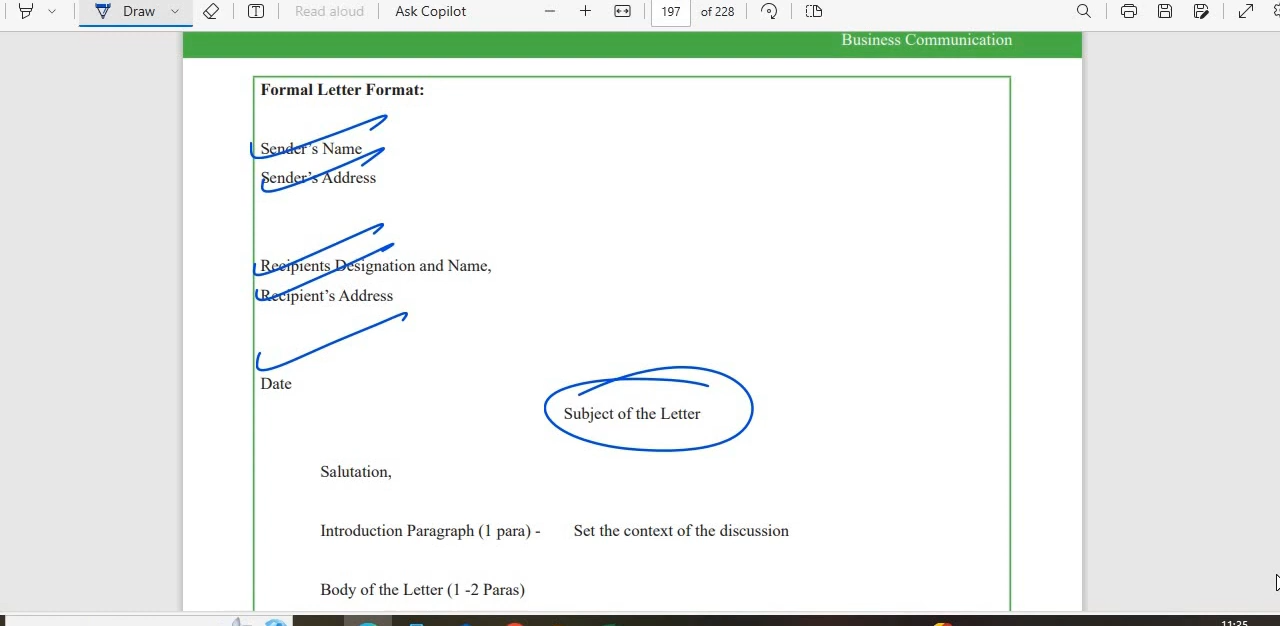 Draw
Read aloud
Ask Copilot
197 of 228
Business Communication
Formal Letter Format:
Sender's Name
Sender's Address
Recipients Designation and Name,
Recipient's Address
Date
Subject of the Letter
Salutation,
Introduction Paragraph (1 para) - Set the context of the discussion
Body of the Letter (1 -2 Paras)
11:35